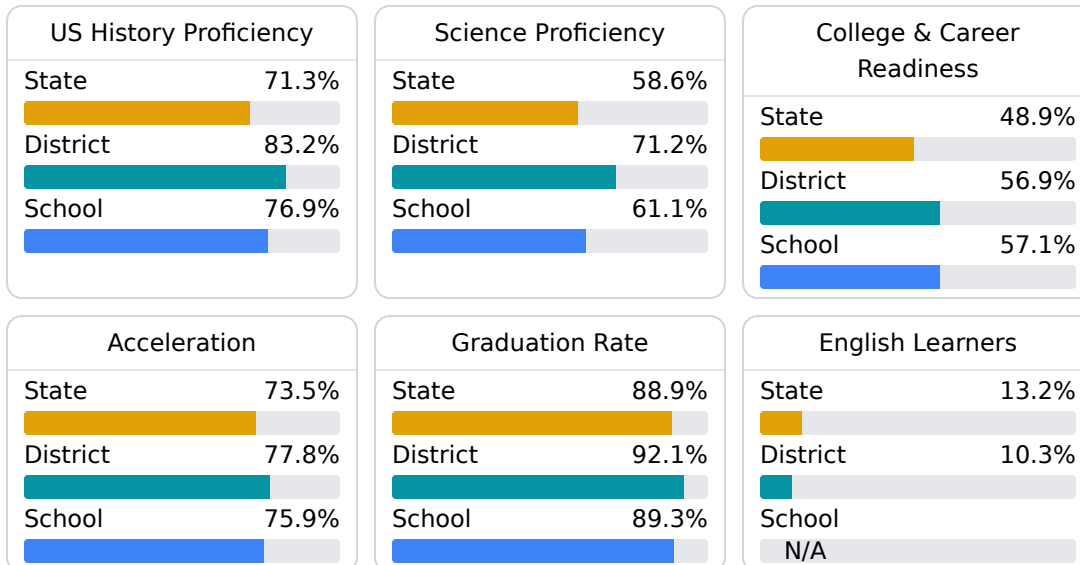 US History Proficiency
State 71.3%
District 83.2%
School 76.9%
Science Proficiency
State 58.6%
District 71.2%
School 61.1%
College & Career
Readiness
State 48.9%
District 56.9%
School 57.1%
Acceleration
State 73.5%
District 77.8%
School 75.9%
Graduation Rate
State 88.9%
District 92.1%
School 89.3%
English Learners
State 13.2%
District 10.3%
School
N/A